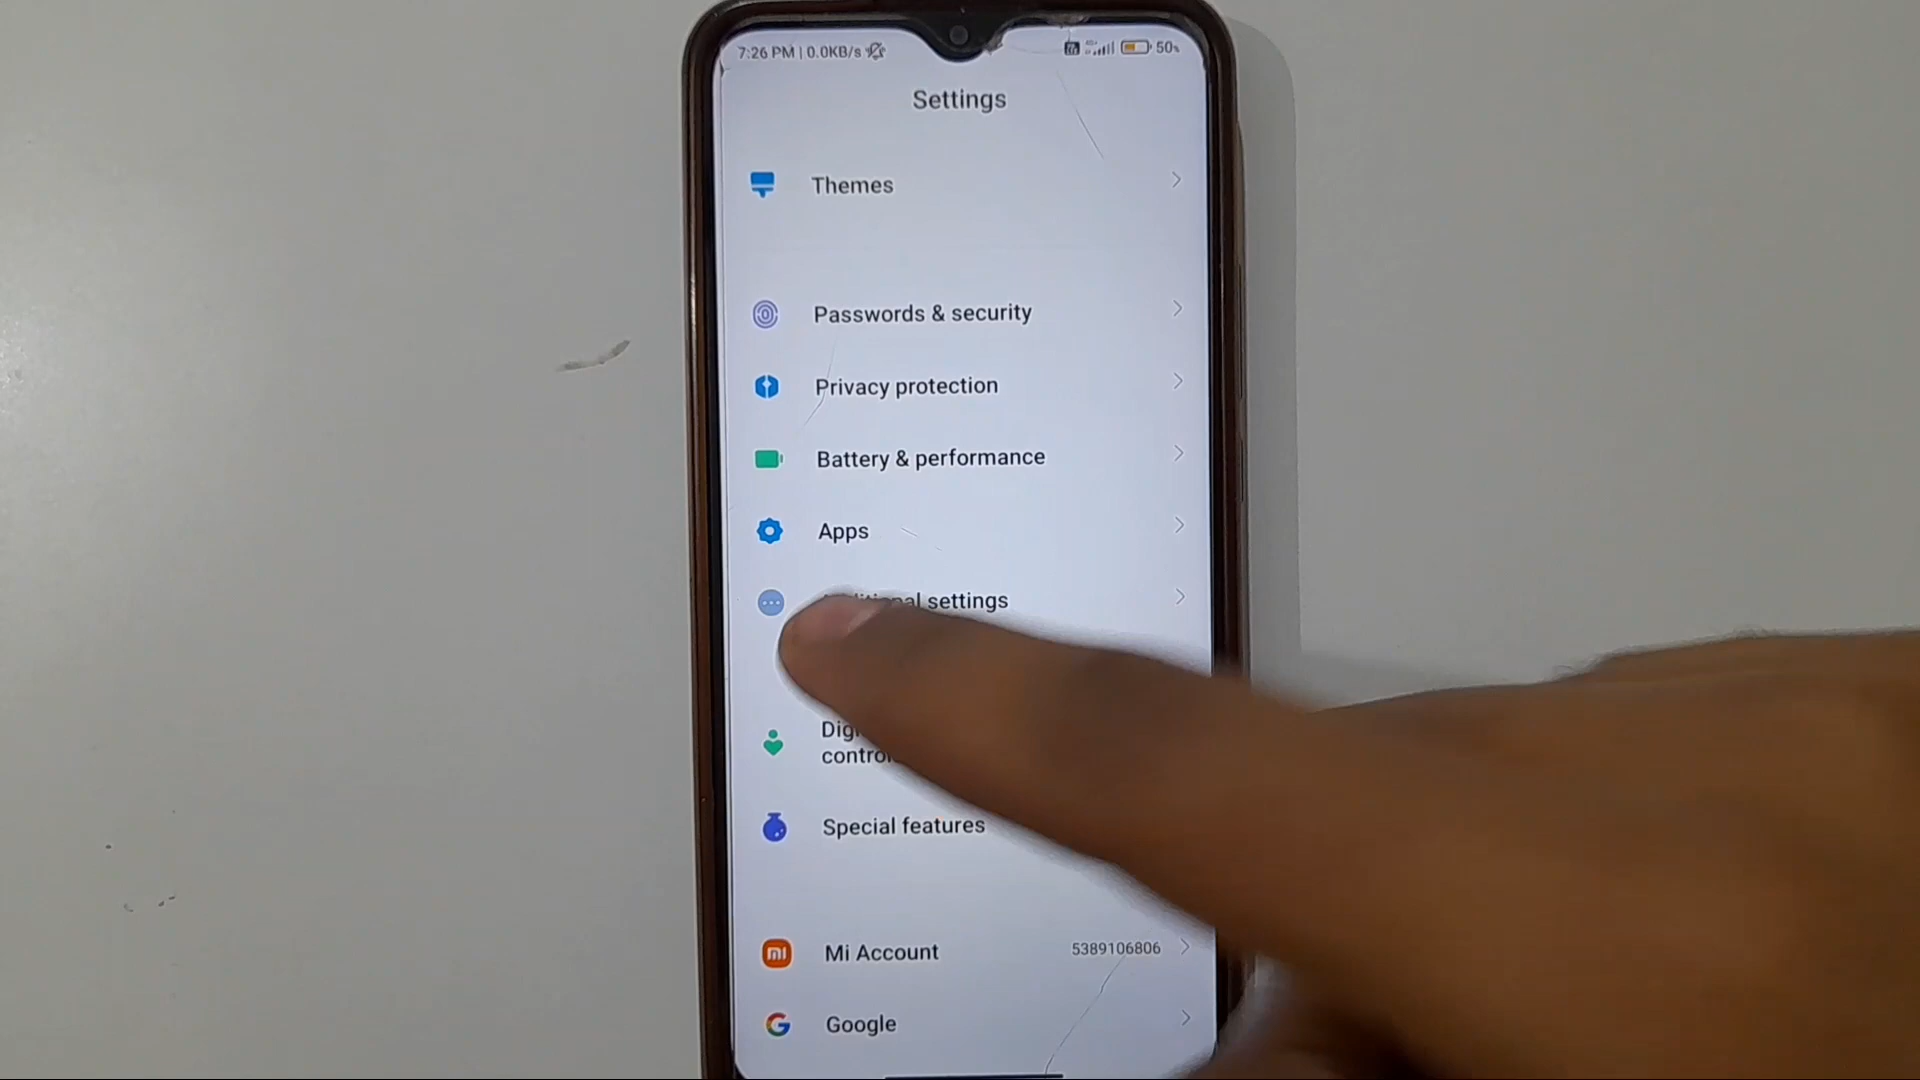 7:26 PM | 0.0KB/s
50%
Settings
Themes
Passwords & security
Privacy protection
Battery & performance
Apps
settings
Special features
Mi Account
5389106806
Google